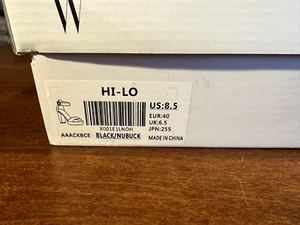 W
HI-LO
US:8.5
EUR:40
UK:6.5
JPN:255
X001E1LNOH
AAACKBCE BLACK/NUBUCK MADE IN CHINA